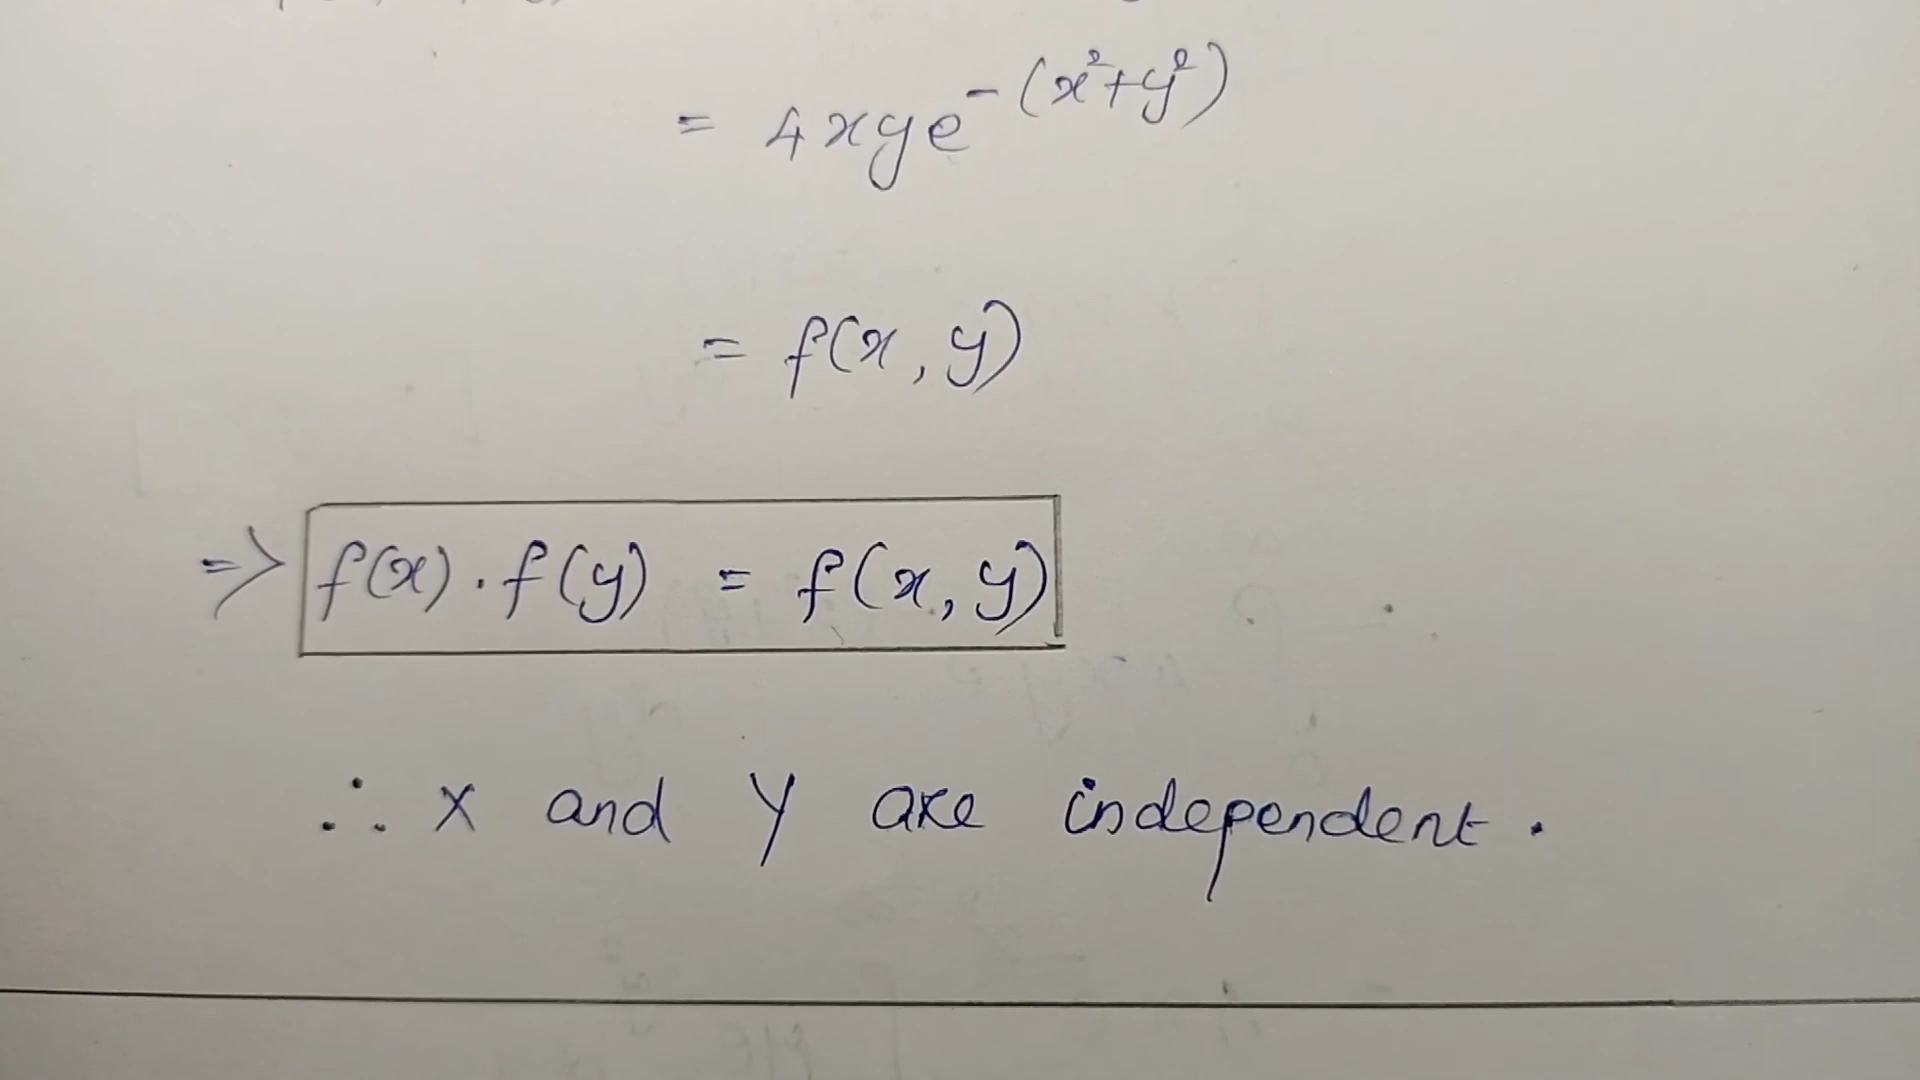 = 4xye^-(x²+y²)
= f(x, y)
=> f(x) . f(y) = f(x, y)
∴ X and Y are independent.